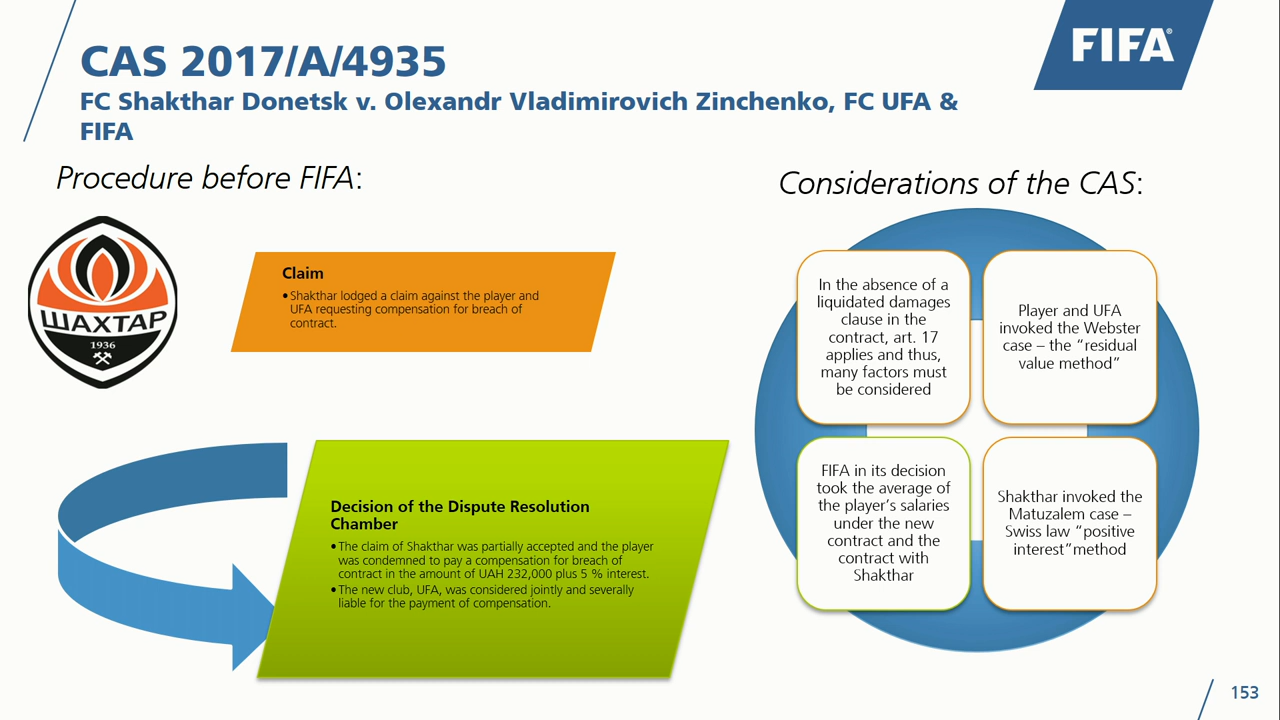 CAS 2017/A/4935
FC Shakthar Donetsk v. Olexandr Vladimirovich Zinchenko, FC UFA &
FIFA
FIFA®
Procedure before FIFA:
ШАХТАР
1936
Claim
•Shakthar lodged a claim against the player and
UFA requesting compensation for breach of
contract.
Decision of the Dispute Resolution
Chamber
•The claim of Shakthar was partially accepted and the player
was condemned to pay a compensation for breach of
contract in the amount of UAH 232,000 plus 5 % interest.
•The new club, UFA, was considered jointly and severally
liable for the payment of compensation.
Considerations of the CAS:
In the absence of a
liquidated damages
clause in the
contract, art. 17
applies and thus,
many factors must
be considered
Player and UFA
invoked the Webster
case – the “residual
value method”
FIFA in its decision
took the average of
the player’s salaries
under the new
contract and the
contract with
Shakthar
Shakthar invoked the
Matuzalem case –
Swiss law “positive
interest“method
153